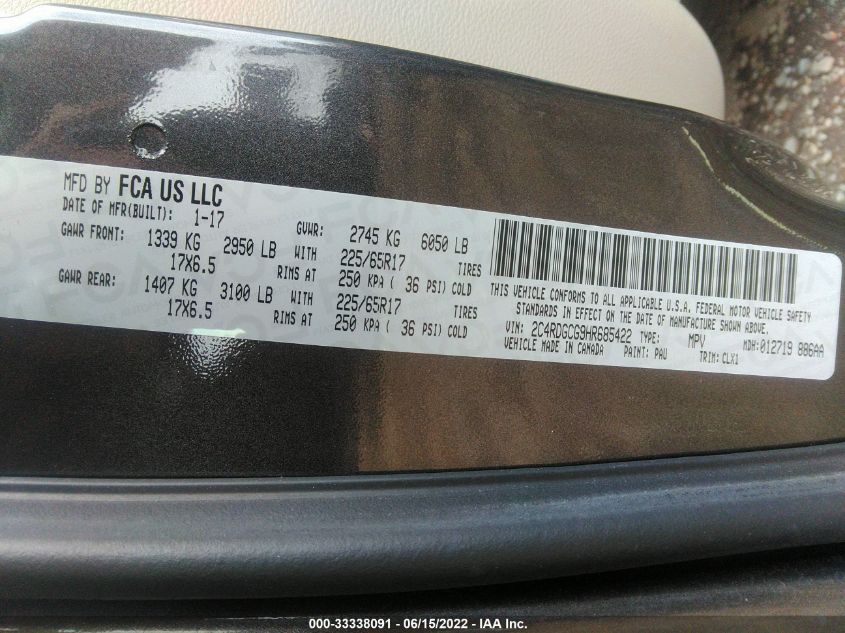 MFD BY FCA US LLC
DATE OF MFR(BUILT): 1-17 GVWR: 2745 KG 6050 LB
GAWR FRONT: 1339 KG 2950 LB WITH 225/65R17 TIRES
17X6.5 RIMS AT 250 KPA ( 36 PSI) COLD
GAWR REAR: 1407 KG 3100 LB WITH 225/65R17 TIRES
17X6.5 RIMS AT 250 KPA ( 36 PSI) COLD
THIS VEHICLE CONFORMS TO ALL APPLICABLE U.S.A. FEDERAL MOTOR VEHICLE SAFETY
STANDARDS IN EFFECT ON THE DATE OF MANUFACTURE SHOWN ABOVE.
VIN: 2C4RDGCG9HR685422 TYPE: MPV MDH:012719 886AA
VEHICLE MADE IN CANADA PAINT: PAU TRIM: CLX1
000-33338091 - 06/15/2022 - IAA Inc.